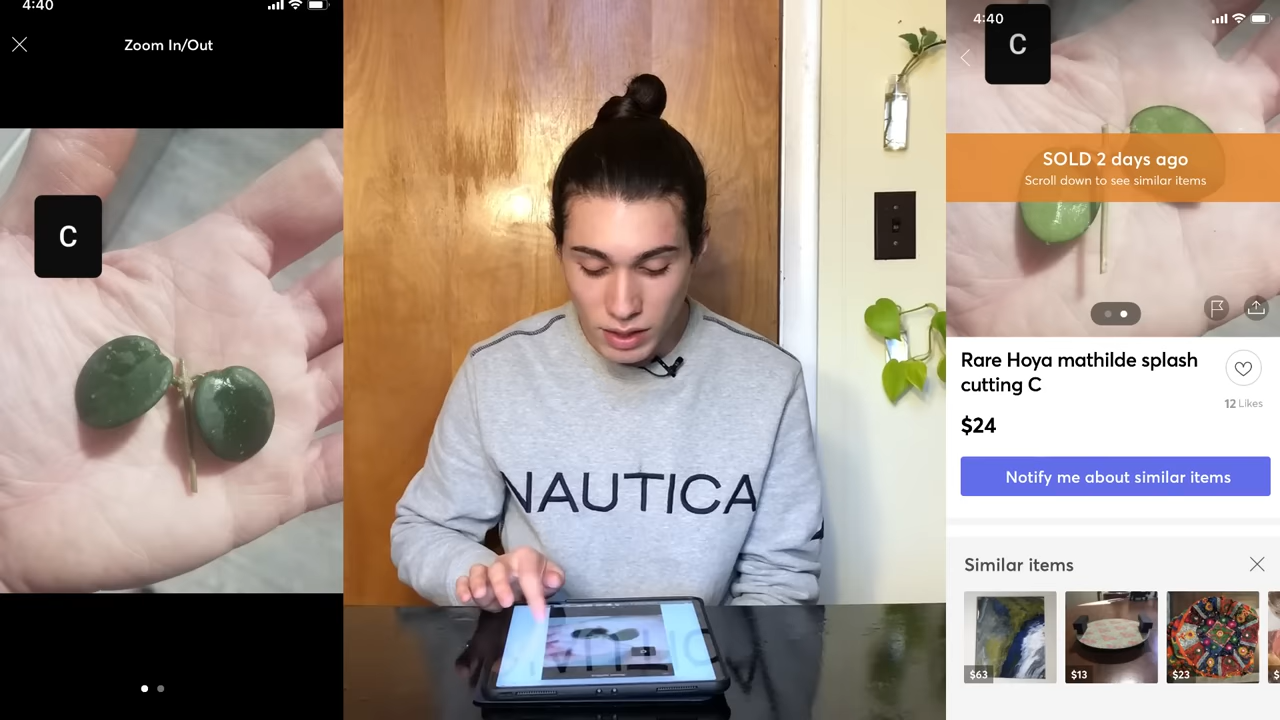 4:40
Zoom In/Out
C
NAUTICA
4:40
C
SOLD 2 days ago
Scroll down to see similar items
Rare Hoya mathilde splash
cutting C
12 Likes
$24
Notify me about similar items
Similar items
$63
$13
$23